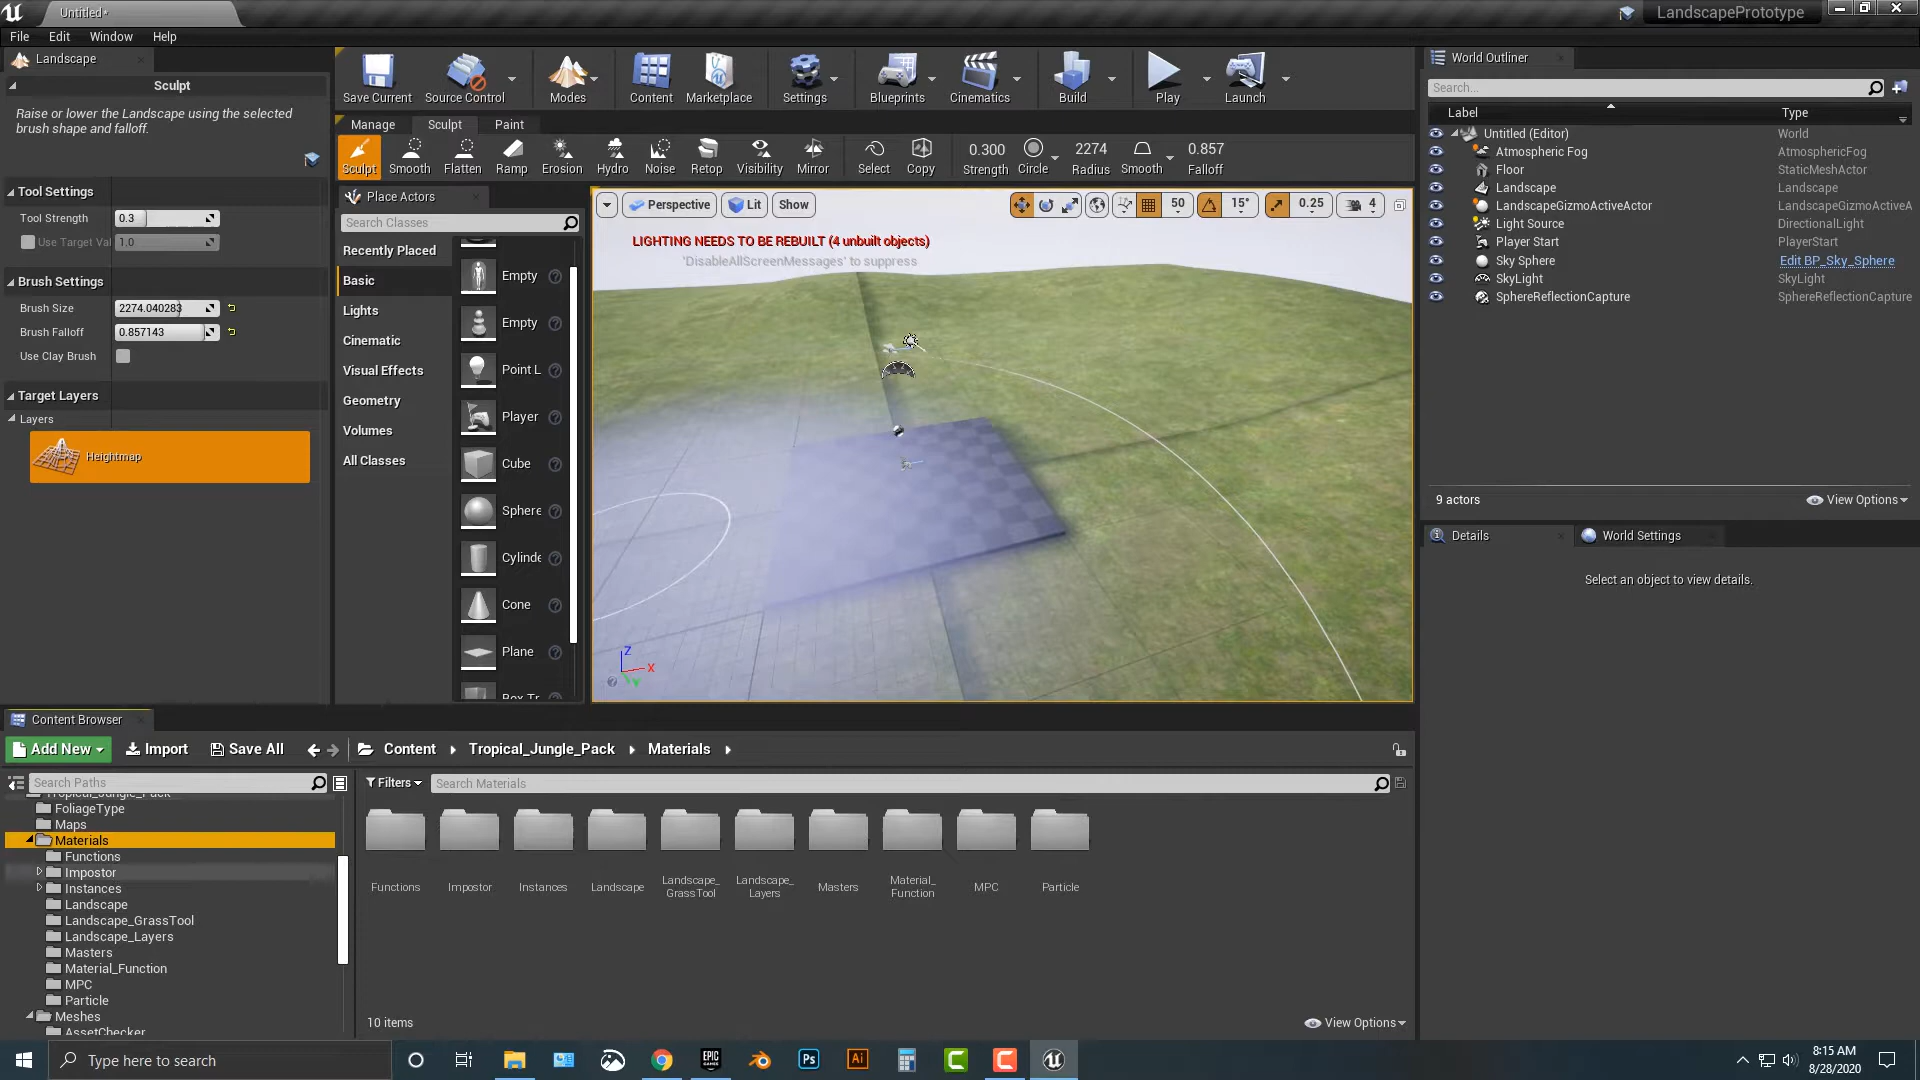 Untitled*
LandscapePrototype
File Edit Window Help
Landscape
Sculpt
Raise or lower the Landscape using the selected
brush shape and falloff.
Tool Settings
Tool Strength 0.3
Use Target Val 1.0
Brush Settings
Brush Size 2274.040283
Brush Falloff 0.857143
Use Clay Brush
Target Layers
Layers
Heightmap
Save Current Source Control Modes Content Marketplace Settings Blueprints Cinematics Build Play Launch
Manage Sculpt Paint
Sculpt Smooth Flatten Ramp Erosion Hydro Noise Retop Visibility Mirror Select Copy
0.300 2274 0.857
Strength Circle Radius Smooth Falloff
Place Actors
Search Classes
Recently Placed
Basic
Lights
Cinematic
Visual Effects
Geometry
Volumes
All Classes
Empty
Empty
Point L
Player
Cube
Sphere
Cylinde
Cone
Plane
Box Tr
Perspective Lit Show
50 15° 0.25 4
LIGHTING NEEDS TO BE REBUILT (4 unbuilt objects)
'DisableAllScreenMessages' to suppress
Z
X
Y
World Outliner
Search...
Label Type
Untitled (Editor) World
Atmospheric Fog AtmosphericFog
Floor StaticMeshActor
Landscape Landscape
LandscapeGizmoActiveActor LandscapeGizmoActiveA
Light Source DirectionalLight
Player Start PlayerStart
Sky Sphere Edit BP_Sky_Sphere
SkyLight SkyLight
SphereReflectionCapture SphereReflectionCapture
9 actors View Options
Details World Settings
Select an object to view details.
Content Browser
Add New Import Save All Content Tropical_Jungle_Pack Materials
Search Paths
Filters Search Materials
Tropical_Jungle_Pack
FoliageType
Maps
Materials
Functions
Impostor
Instances
Landscape
Landscape_GrassTool
Landscape_Layers
Masters
Material_Function
MPC
Particle
Meshes
AssetChecker
Functions
Impostor
Instances
Landscape
Landscape_
GrassTool
Landscape_
Layers
Masters
Material_
Function
MPC
Particle
10 items View Options
Type here to search
EPIC
GAMES
Ps
Ai
8:15 AM
8/28/2020